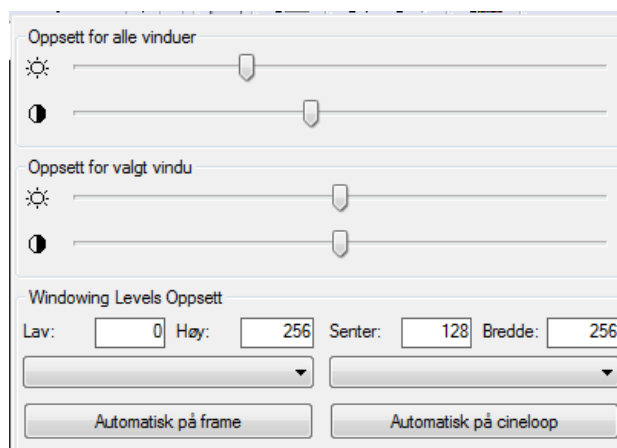 Oppsett for alle vinduer
Oppsett for valgt vindu
Windowing Levels Oppsett
Lav: 0 Høy: 256 Senter: 128 Bredde: 256
Automatisk på frame Automatisk på cineloop